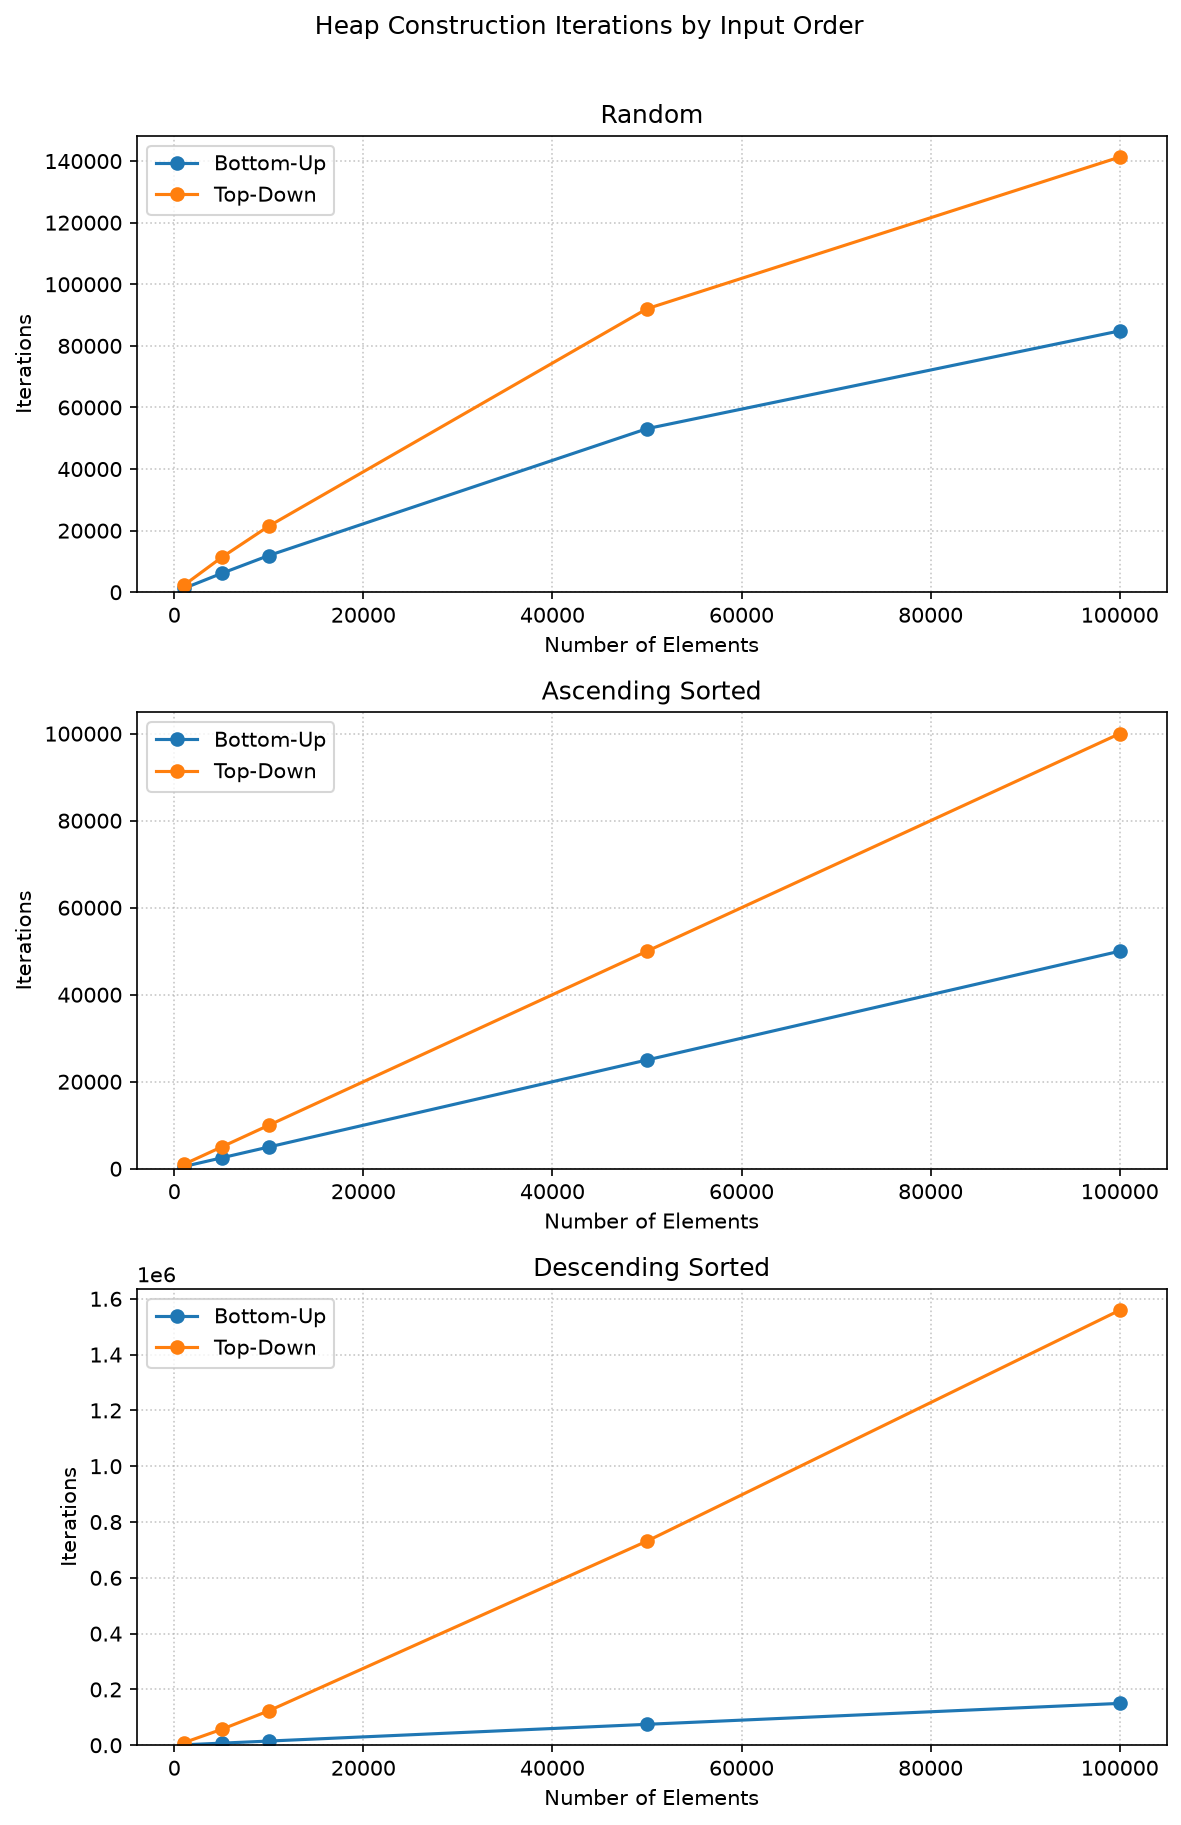 Heap Construction Iterations by Input Order
Random
Bottom-Up
Top-Down
140000
120000
100000
80000
60000
40000
20000
0
Iterations
0 20000 40000 60000 80000 100000
Number of Elements
Ascending Sorted
Bottom-Up
Top-Down
100000
80000
60000
40000
20000
0
Iterations
0 20000 40000 60000 80000 100000
Number of Elements
Descending Sorted
1e6
Bottom-Up
Top-Down
1.6
1.4
1.2
1.0
0.8
0.6
0.4
0.2
0.0
Iterations
0 20000 40000 60000 80000 100000
Number of Elements